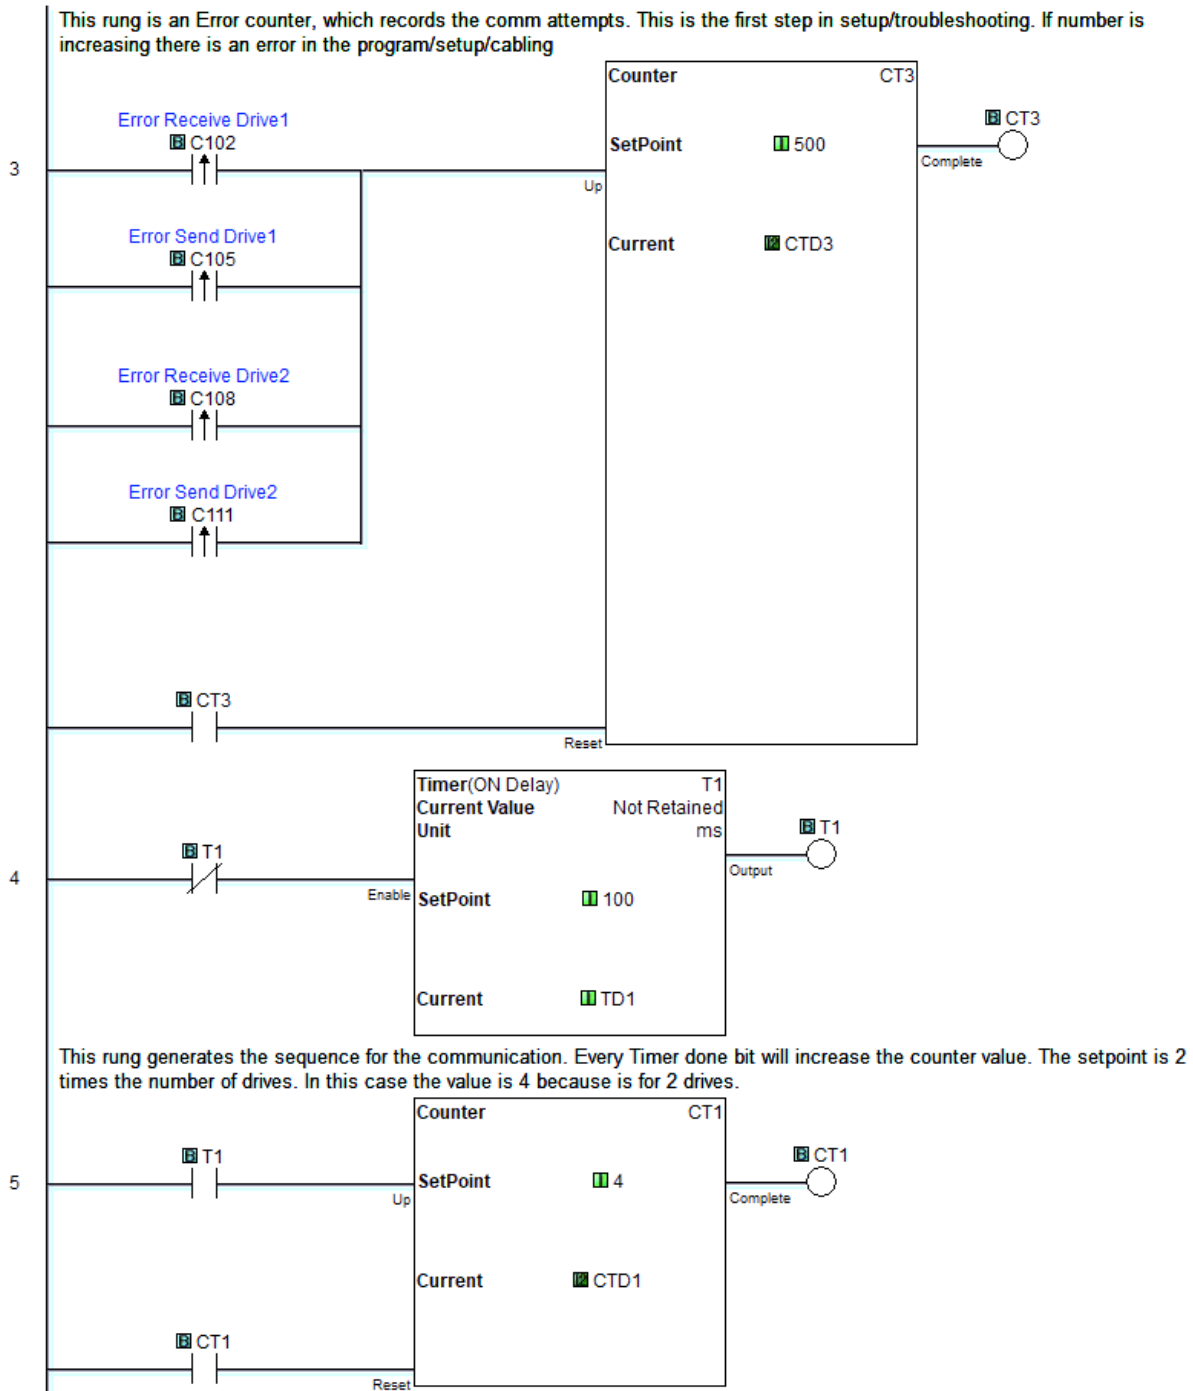 This rung is an Error counter, which records the comm attempts. This is the first step in setup/troubleshooting. If number is
increasing there is an error in the program/setup/cabling
Counter CT3
Error Receive Drive1
B C102
B CT3
SetPoint 500
Complete
3
Up
Error Send Drive1
B C105
Current CTD3
Error Receive Drive2
B C108
Error Send Drive2
B C111
B CT3
Reset
Timer(ON Delay) T1
Current Value Not Retained
Unit ms
B T1
B T1
Output
4
Enable
SetPoint 100
Current TD1
This rung generates the sequence for the communication. Every Timer done bit will increase the counter value. The setpoint is 2
times the number of drives. In this case the value is 4 because is for 2 drives.
Counter CT1
B T1
B CT1
5
SetPoint 4
Up
Complete
Current CTD1
B CT1
Reset